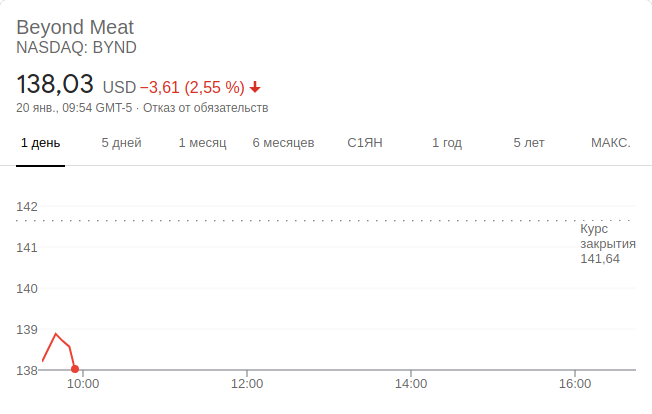 Beyond Meat
NASDAQ: BYND
138,03 USD −3,61 (2,55 %)
20 янв., 09:54 GMT-5 · Отказ от обязательств
1 день 5 дней 1 месяц 6 месяцев С1ЯН 1 год 5 лет МАКС.
142
Курс
закрытия
141,64
141
140
139
138
10:00 12:00 14:00 16:00